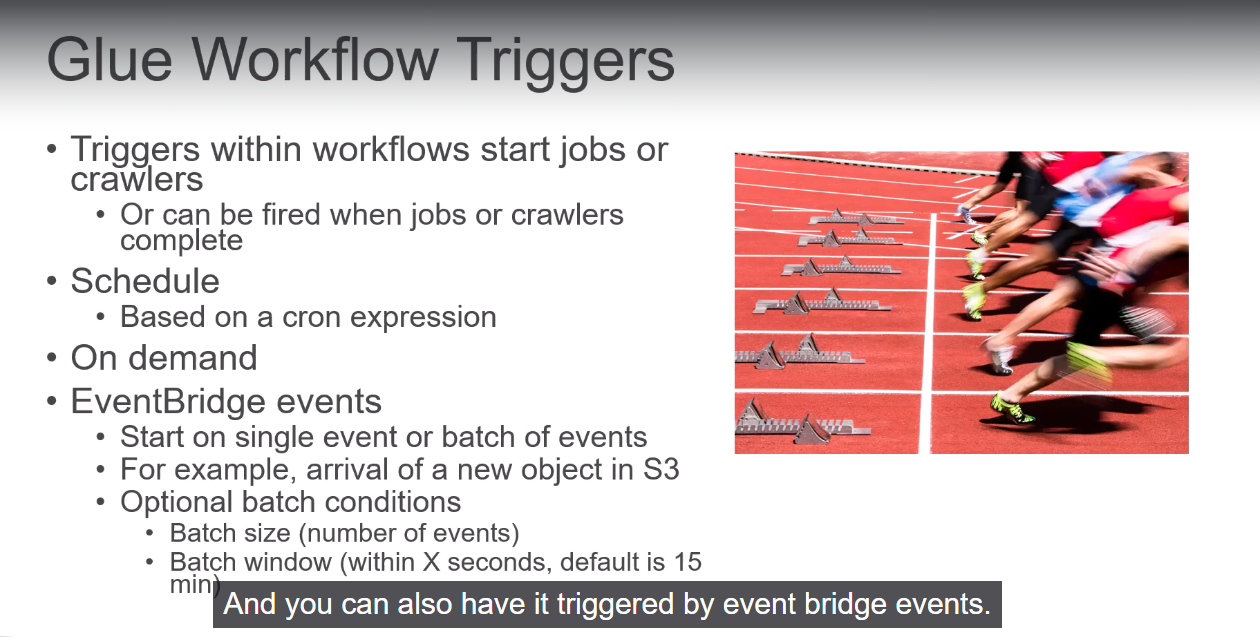 Glue Workflow Triggers
• Triggers within workflows start jobs or
crawlers
• Or can be fired when jobs or crawlers
complete
• Schedule
• Based on a cron expression
• On demand
• EventBridge events
• Start on single event or batch of events
• For example, arrival of a new object in S3
• Optional batch conditions
• Batch size (number of events)
• Batch window (within X seconds, default is 15
min)
And you can also have it triggered by event bridge events.